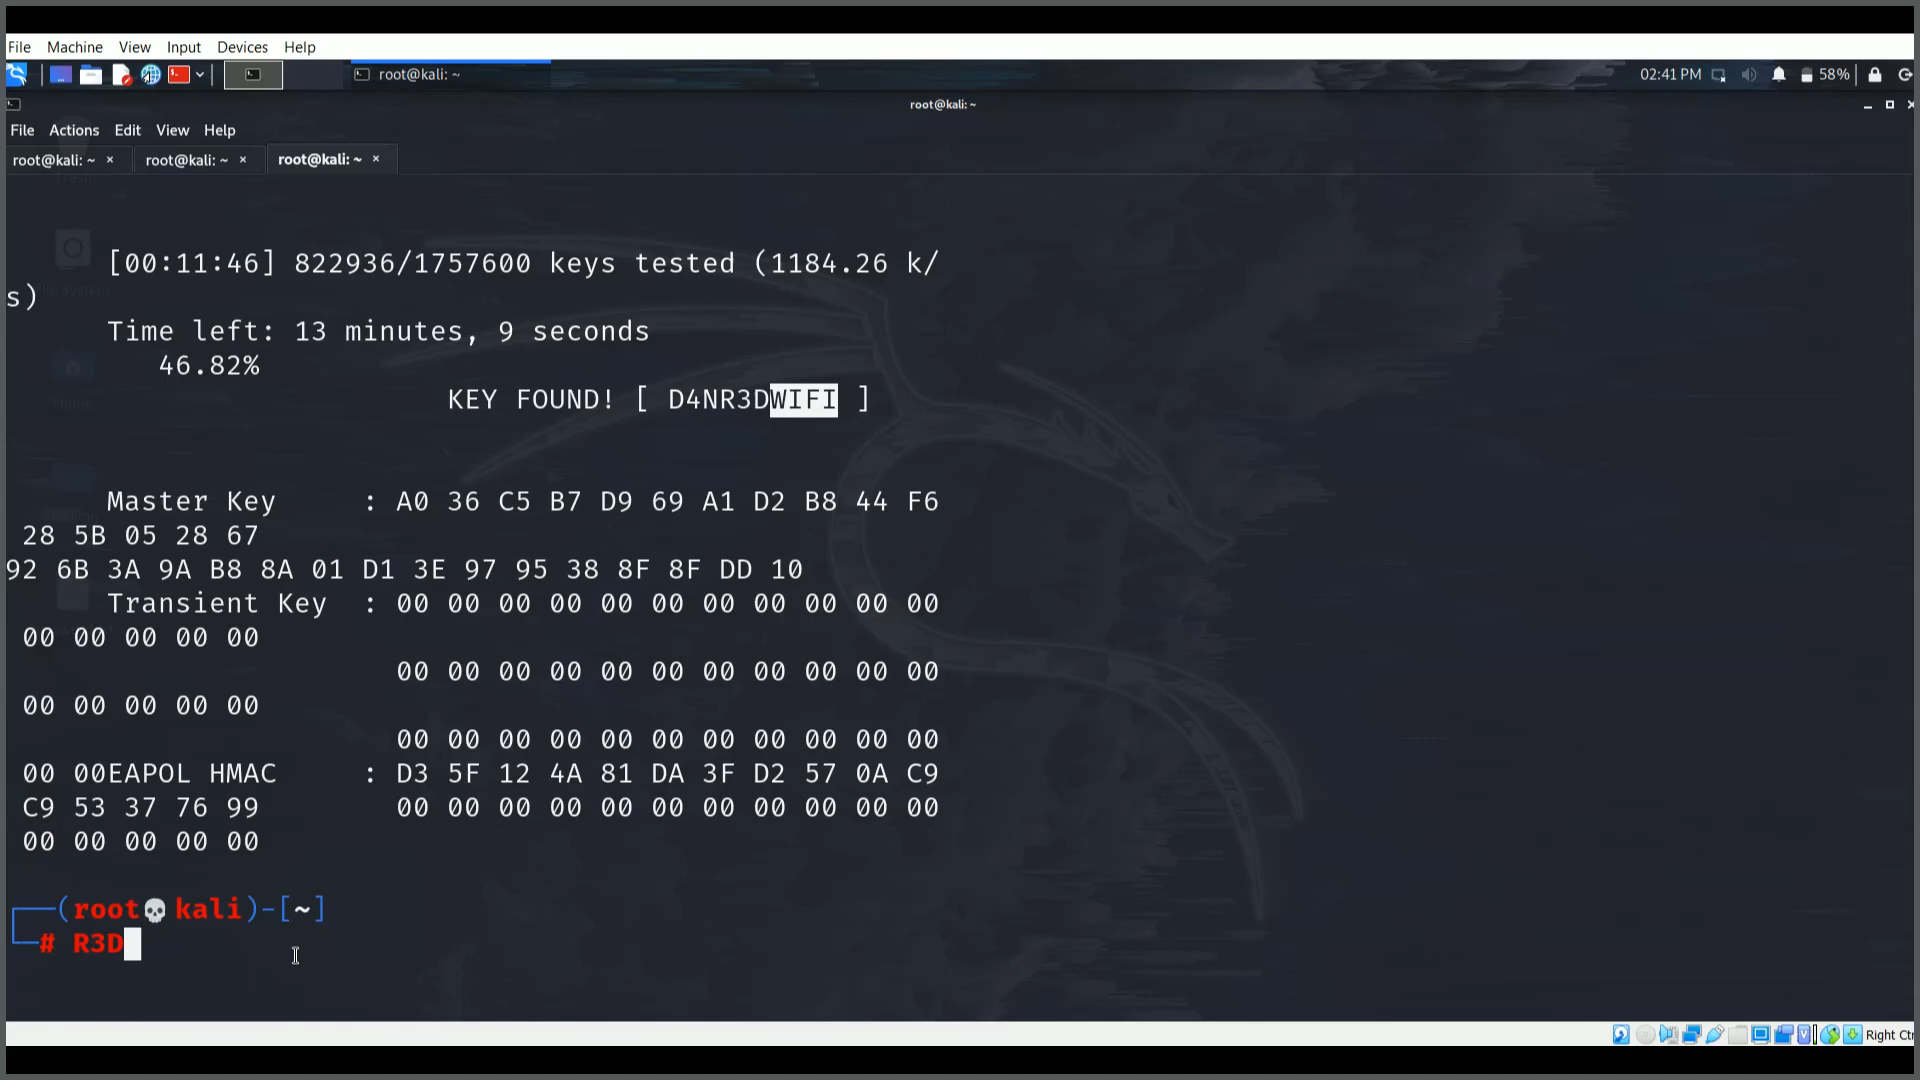 File Machine View Input Devices Help
root@kali: ~ 02:41 PM 58%
root@kali: ~
File Actions Edit View Help
root@kali: ~ × root@kali: ~ × root@kali: ~ ×
[00:11:46] 822936/1757600 keys tested (1184.26 k/
s)
Time left: 13 minutes, 9 seconds
46.82%
KEY FOUND! [ D4NR3DWIFI ]
Master Key : A0 36 C5 B7 D9 69 A1 D2 B8 44 F6
28 5B 05 28 67
92 6B 3A 9A B8 8A 01 D1 3E 97 95 38 8F 8F DD 10
Transient Key : 00 00 00 00 00 00 00 00 00 00 00
00 00 00 00 00
00 00 00 00 00 00 00 00 00 00 00
00 00 00 00 00
00 00 00 00 00 00 00 00 00 00 00
00 00EAPOL HMAC : D3 5F 12 4A 81 DA 3F D2 57 0A C9
C9 53 37 76 99 00 00 00 00 00 00 00 00 00 00 00
00 00 00 00 00
(root💀kali)-[~]
# R3D
Right Ctr